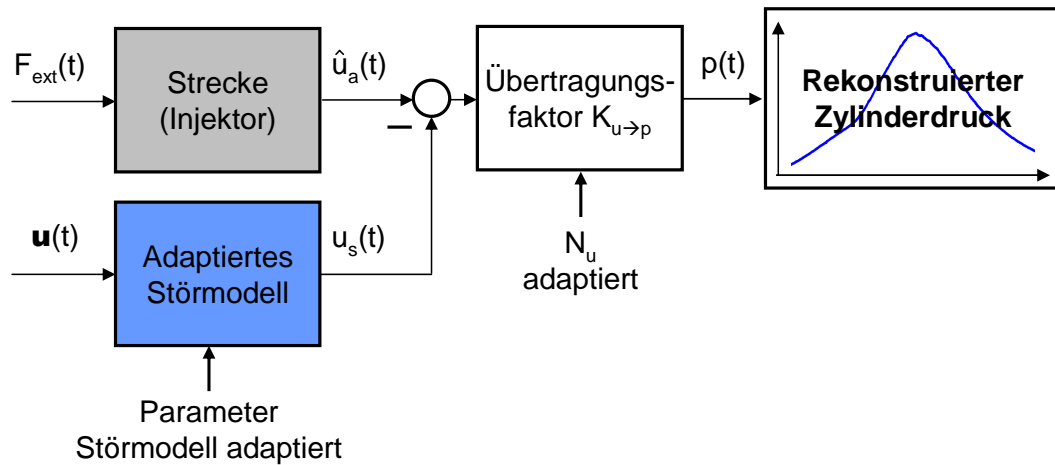 F_ext(t)
Strecke
(Injektor)
û_a(t)
−
Übertragungs-
faktor K_u→p
p(t)
Rekonstruierter
Zylinderdruck
u(t)
Adaptiertes
Störmodell
u_s(t)
N_u
adaptiert
Parameter
Störmodell adaptiert